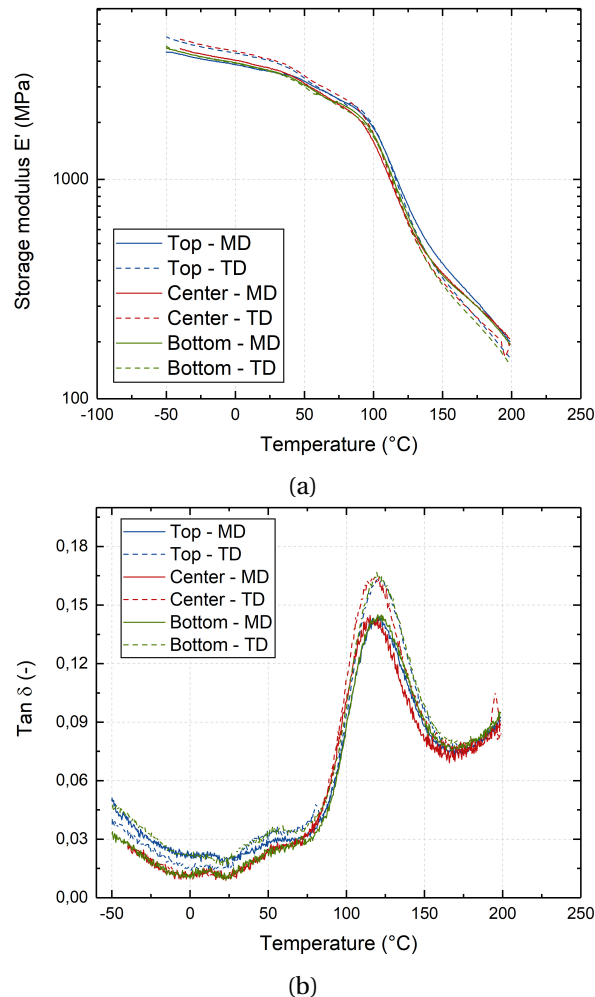 Storage modulus E' (MPa)
1000
100
Top - MD
Top - TD
Center - MD
Center - TD
Bottom - MD
Bottom - TD
-100 -50 0 50 100 150 200 250
Temperature (°C)
(a)
Tan δ (-)
0,18
0,15
0,12
0,09
0,06
0,03
0,00
Top - MD
Top - TD
Center - MD
Center - TD
Bottom - MD
Bottom - TD
-50 0 50 100 150 200 250
Temperature (°C)
(b)